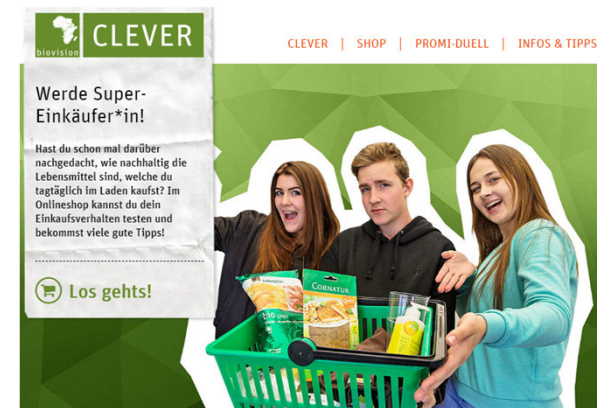 biovision
CLEVER
CLEVER | SHOP | PROMI-DUELL | INFOS & TIPPS
Werde Super-
Einkäufer*in!
Hast du schon mal darüber
nachgedacht, wie nachhaltig die
Lebensmittel sind, welche du
tagtäglich im Laden kaufst? Im
Onlineshop kannst du dein
Einkaufsverhalten testen und
bekommst viele gute Tipps!
Los gehts!
CORNATUR
bio